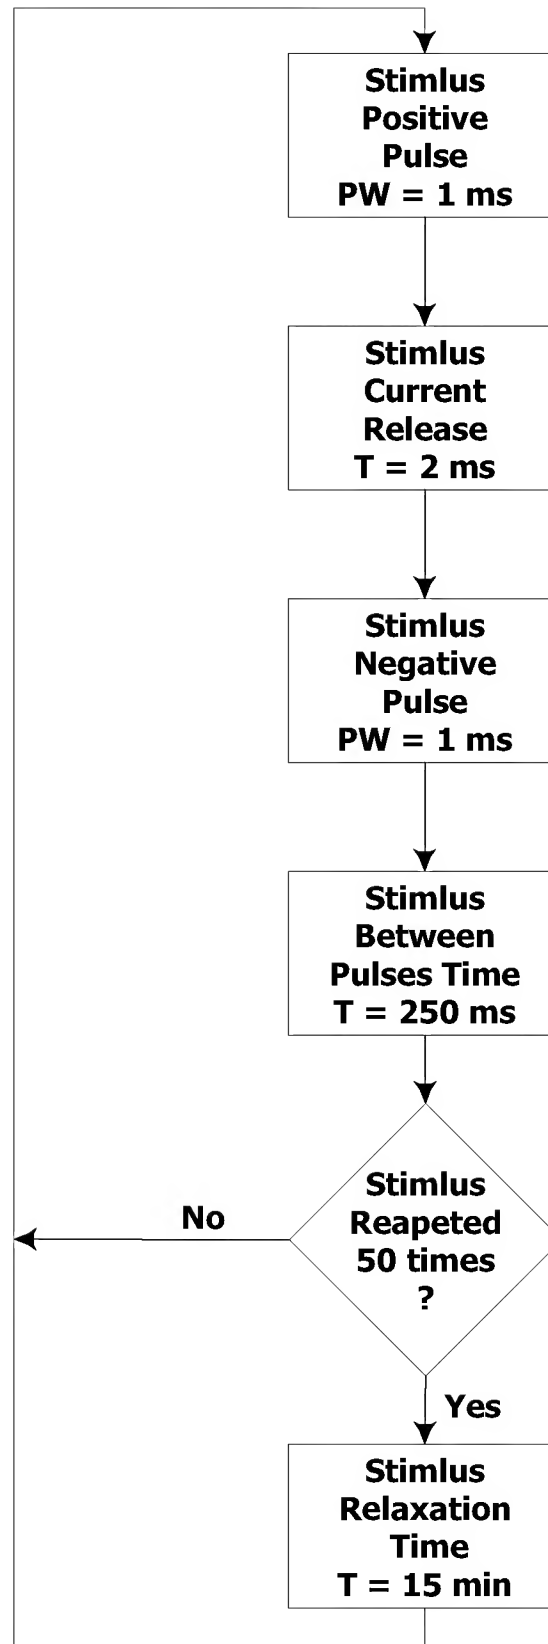 Stimlus
Positive
Pulse
PW = 1 ms
Stimlus
Current
Release
T = 2 ms
Stimlus
Negative
Pulse
PW = 1 ms
Stimlus
Between
Pulses Time
T = 250 ms
Stimlus
Reapeted
50 times
?
No
Yes
Stimlus
Relaxation
Time
T = 15 min